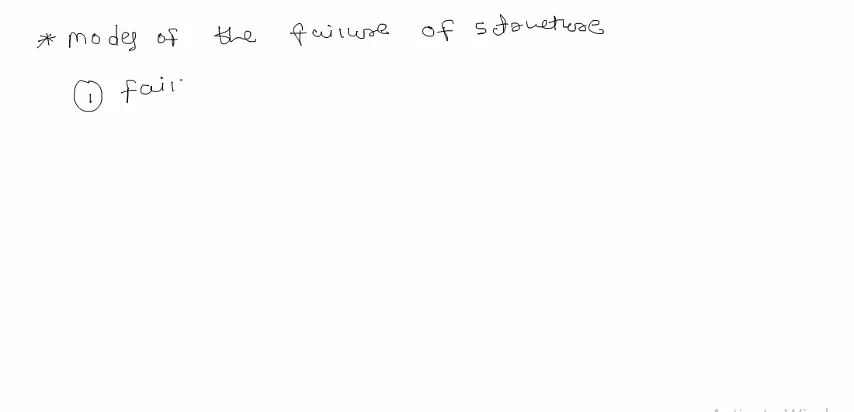 * modes of the failure of structure
① fail